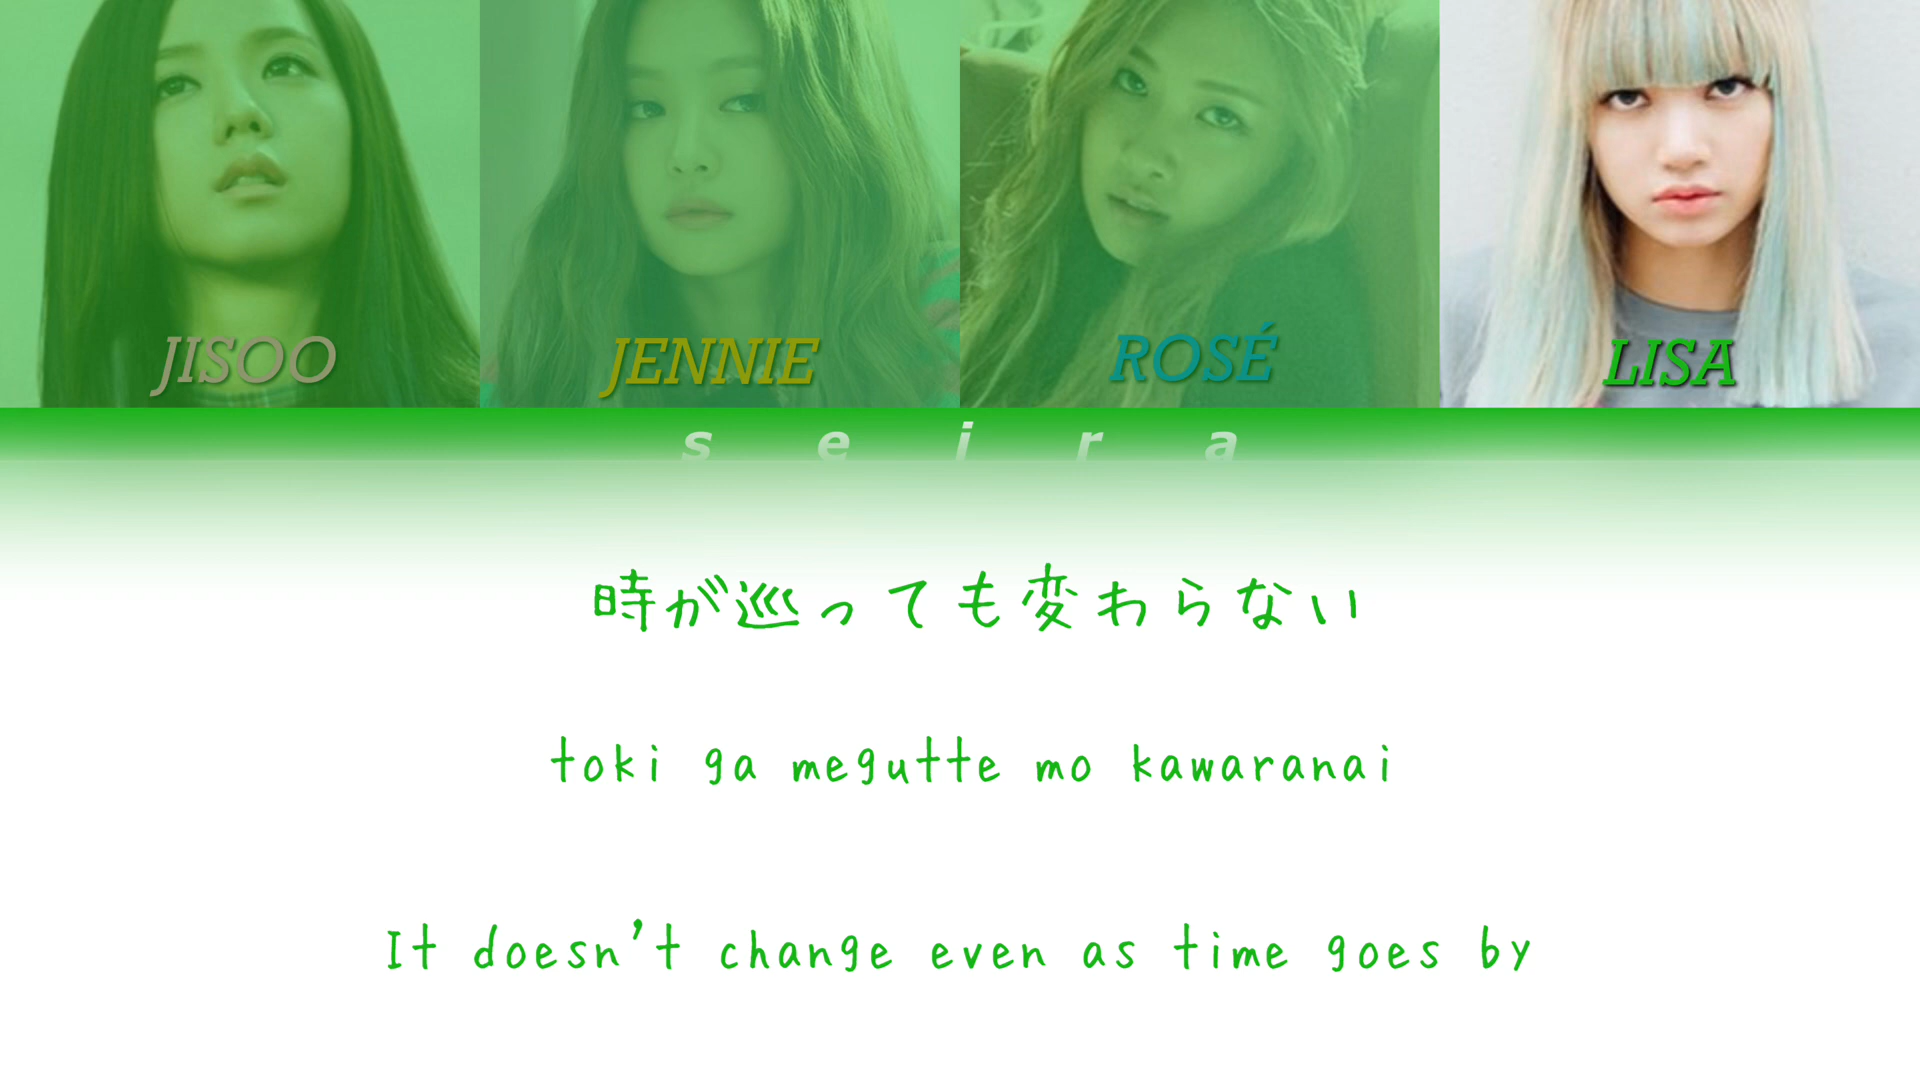 JISOO
JENNIE
ROSÉ
LISA
s e i r a
時が巡っても変わらない
toki ga megutte mo kawaranai
It doesn't change even as time goes by